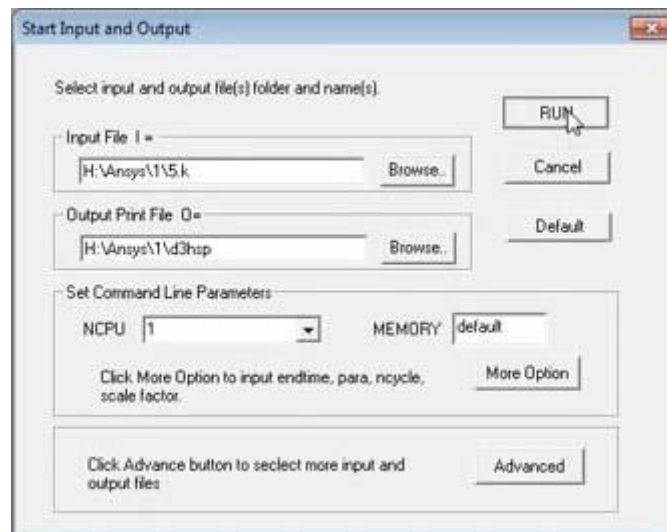 Start Input and Output
Select input and output file(s) folder and name(s).
RUN
Input File I =
H:\Ansys\1\5.k
Browse..
Cancel
Output Print File O=
Default
H:\Ansys\1\d3hsp
Browse..
Set Command Line Parameters
NCPU 1 MEMORY default
Click More Option to input endtime, para, ncycle,
scale factor.
More Option
Click Advance button to seclect more input and
output files
Advanced